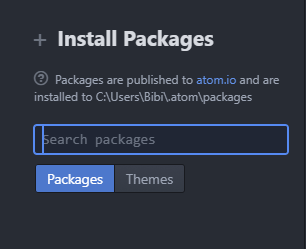 Install Packages
Packages are published to atom.io and are
installed to C:\Users\Bibi\.atom\packages
Search packages
Packages Themes